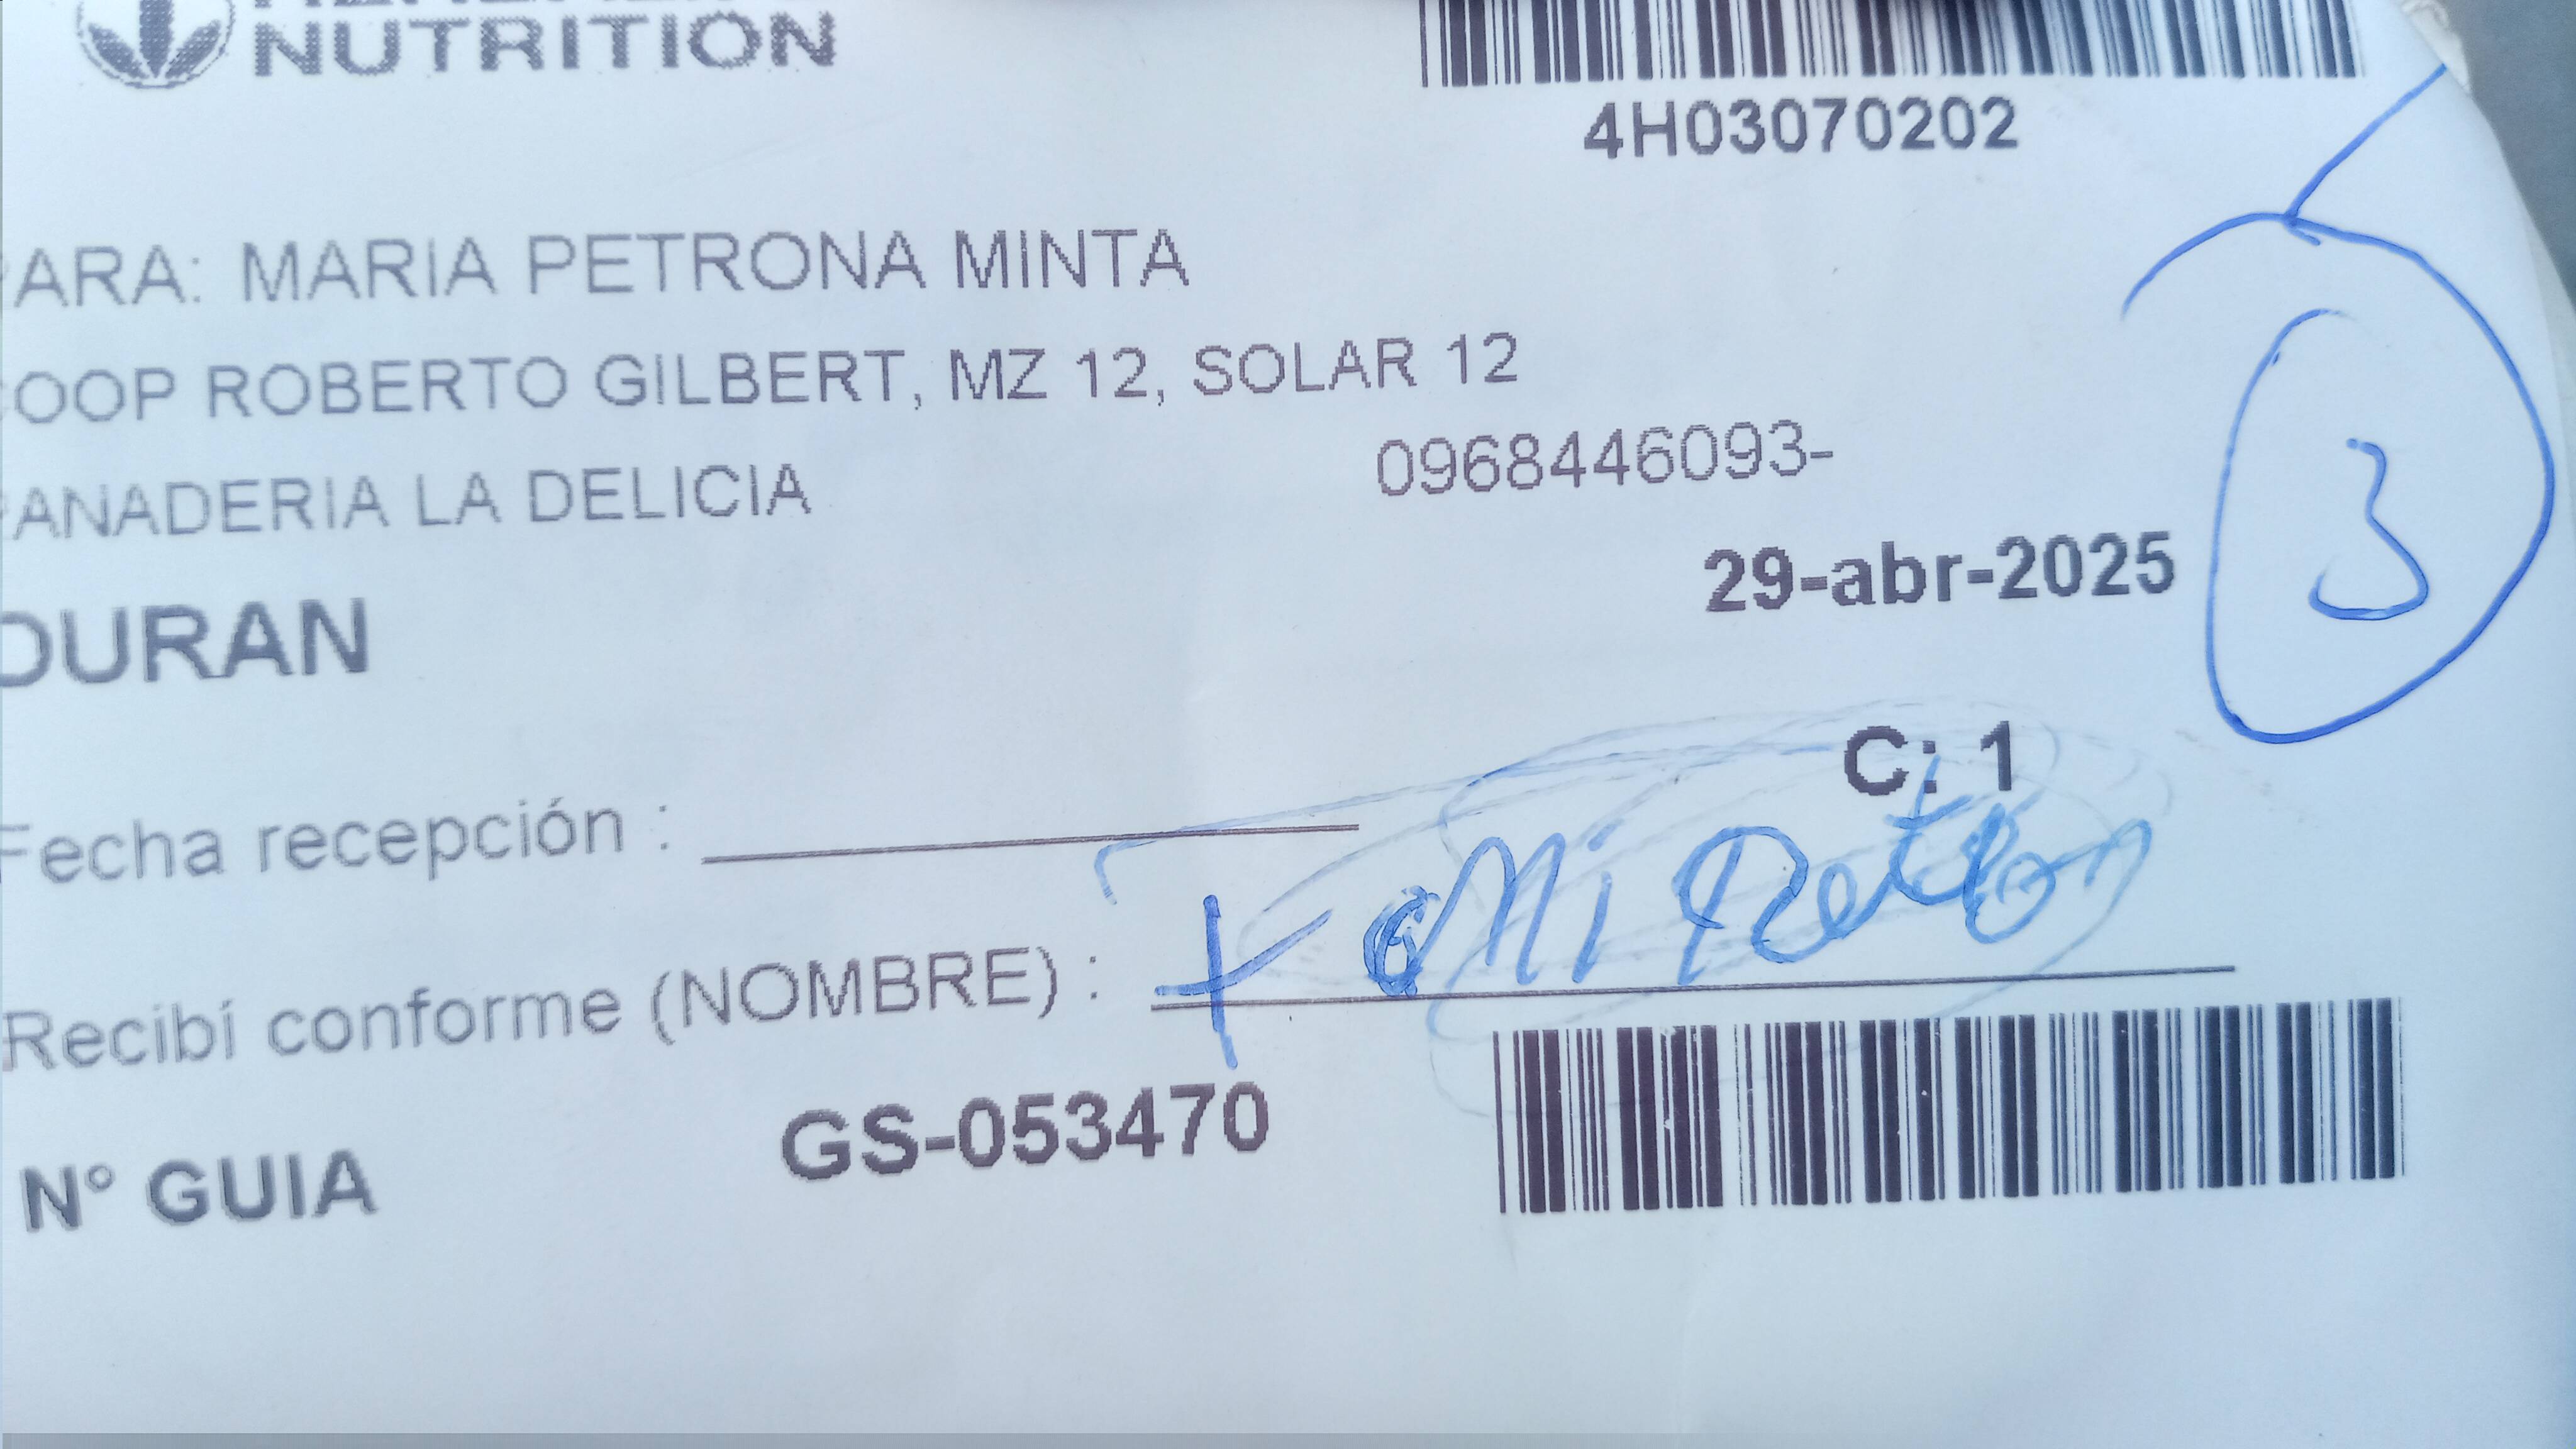 NUTRITION
4H03070202
ARA: MARIA PETRONA MINTA
OOP ROBERTO GILBERT, MZ 12, SOLAR 12
ANADERIA LA DELICIA
0968446093-
29-abr-2025
3
DURAN
C: 1
Fecha recepción :
Recibí conforme (NOMBRE) :
N° GUIA
GS-053470